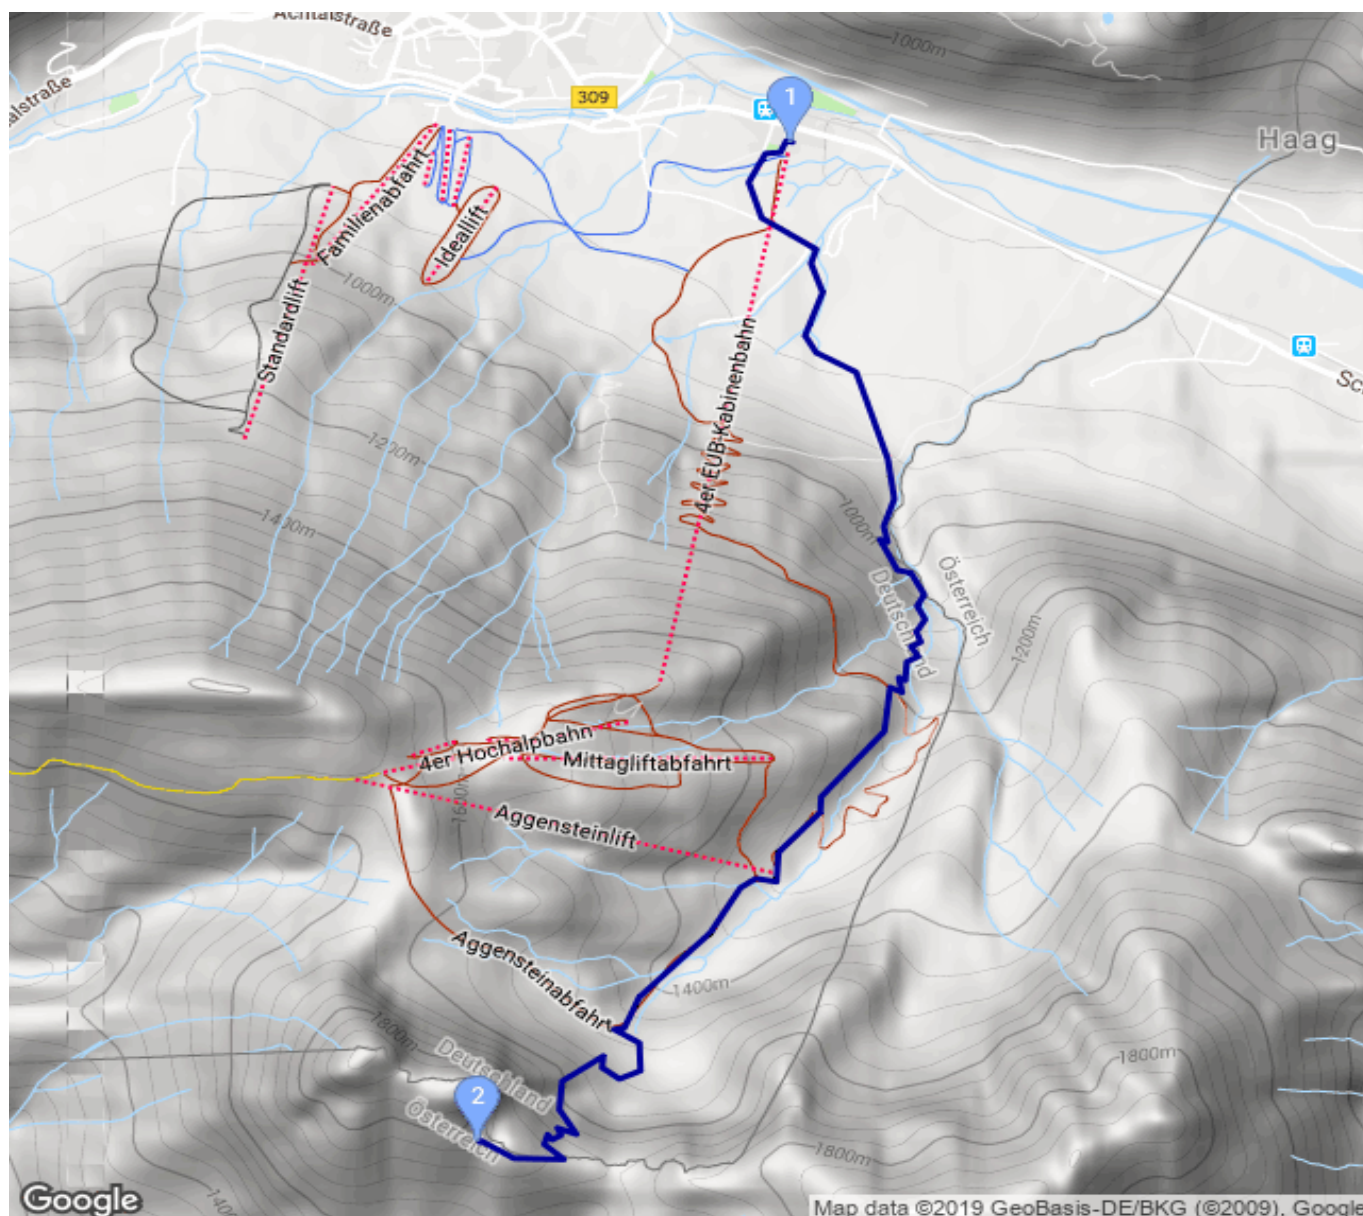 Achtalstraße
alstraße
309
1
1000m
Haag
Familienabfahrt
Ideallift
1000m
Standardlift
4er EUB Kabinenbahn
Sc
1200m
1400m
1000m
Österreich
Deutschland
1200m
4er Hochalpbahn
Mittagliftabfahrt
1600m
Aggensteinlift
Aggensteinabfahrt
1400m
1800m
Deutschland
1800m
2
Österreich
1800m
1400
Google
Map data ©2019 GeoBasis-DE/BKG (©2009), Google